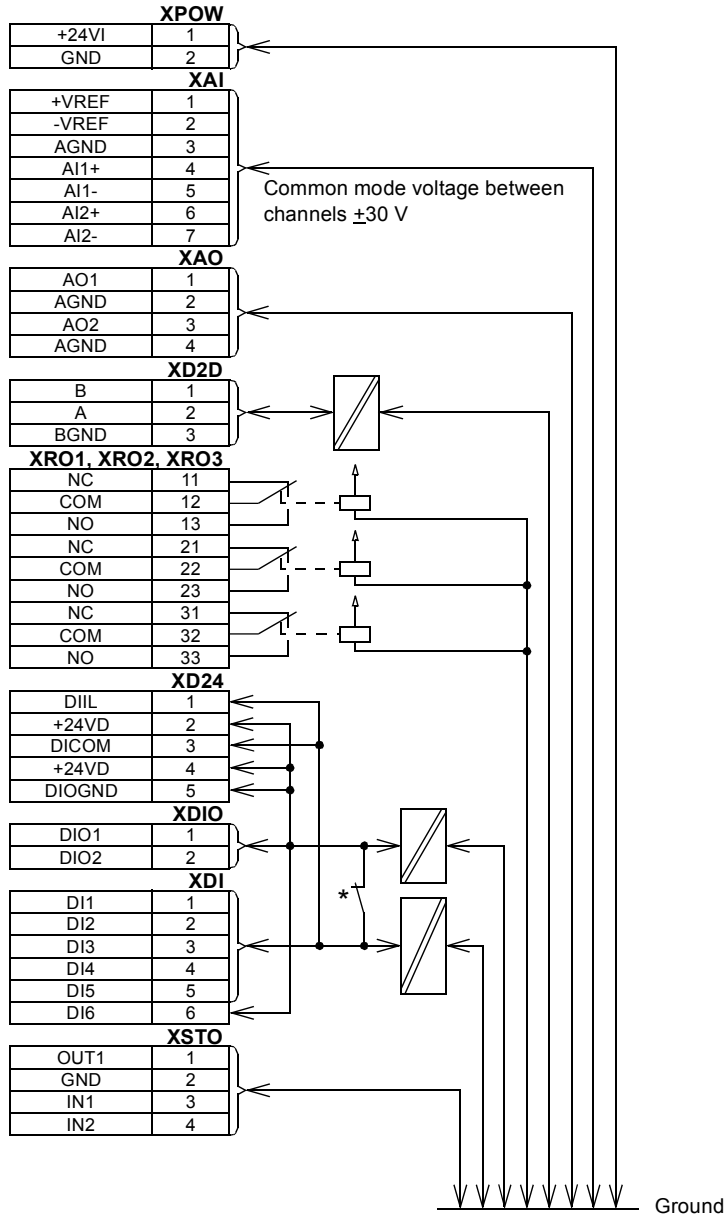 XPOW
+24VI 1
GND 2
XAI
+VREF 1
-VREF 2
AGND 3
AI1+ 4
AI1- 5
AI2+ 6
AI2- 7
Common mode voltage between
channels ±30 V
XAO
AO1 1
AGND 2
AO2 3
AGND 4
XD2D
B 1
A 2
BGND 3
XRO1, XRO2, XRO3
NC 11
COM 12
NO 13
NC 21
COM 22
NO 23
NC 31
COM 32
NO 33
XD24
DIIL 1
+24VD 2
DICOM 3
+24VD 4
DIOGND 5
XDIO
DIO1 1
DIO2 2
XDI
DI1 1
DI2 2
DI3 3
DI4 4
DI5 5
DI6 6
*
XSTO
OUT1 1
GND 2
IN1 3
IN2 4
Ground